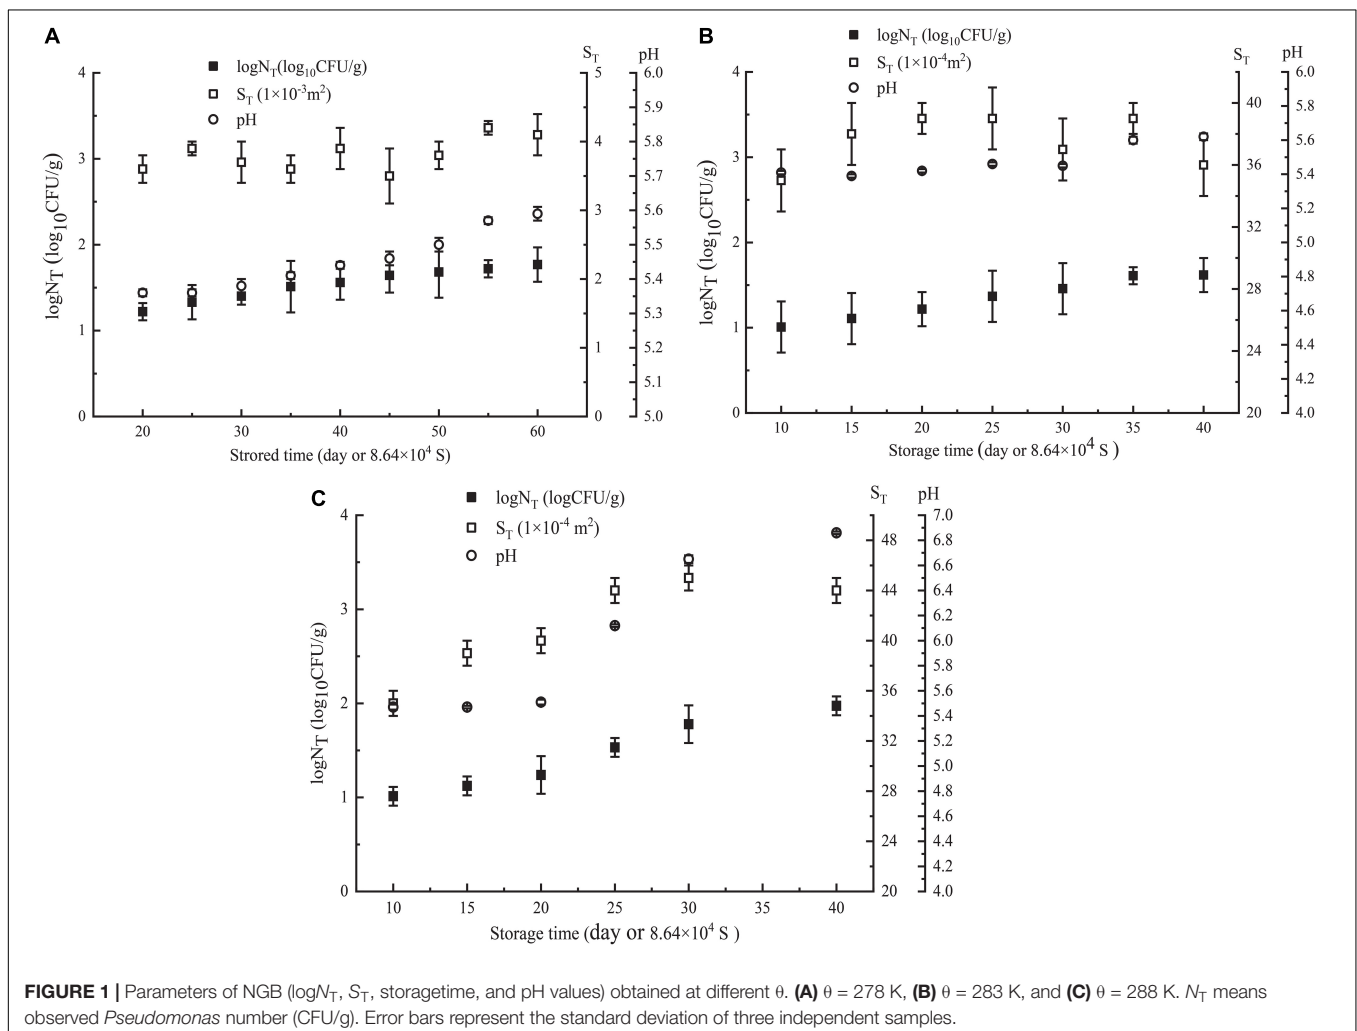 A
logN_T(log_10CFU/g)
S_T (1×10^-3m^2)
pH
S_T
pH
4
3
2
1
0
logN_T (log_10CFU/g)
5
4
3
2
1
0
6.0
5.9
5.8
5.7
5.6
5.5
5.4
5.3
5.2
5.1
5.0
20 30 40 50 60
Strored time (day or 8.64×10^4 S)
B
logN_T (log_10CFU/g)
S_T (1×10^-4m^2)
pH
S_T
pH
4
3
2
1
0
logN_T (log_10CFU/g)
40
36
28
24
20
6.0
5.8
5.6
5.4
5.2
5.0
4.8
4.6
4.4
4.2
4.0
10 15 20 25 30 35 40
Storage time (day or 8.64×10^4 S )
C
logN_T (logCFU/g)
S_T (1×10^-4 m^2)
pH
S_T
pH
4
3
2
1
0
logN_T (log_10CFU/g)
48
44
40
36
32
28
24
20
7.0
6.8
6.6
6.4
6.2
6.0
5.8
5.6
5.4
5.2
5.0
4.8
4.6
4.4
4.2
4.0
10 15 20 25 30 35 40
Storage time (day or 8.64×10^4 S )
FIGURE 1 | Parameters of NGB (logN_T, S_T, storagetime, and pH values) obtained at different θ. (A) θ = 278 K, (B) θ = 283 K, and (C) θ = 288 K. N_T means
observed Pseudomonas number (CFU/g). Error bars represent the standard deviation of three independent samples.